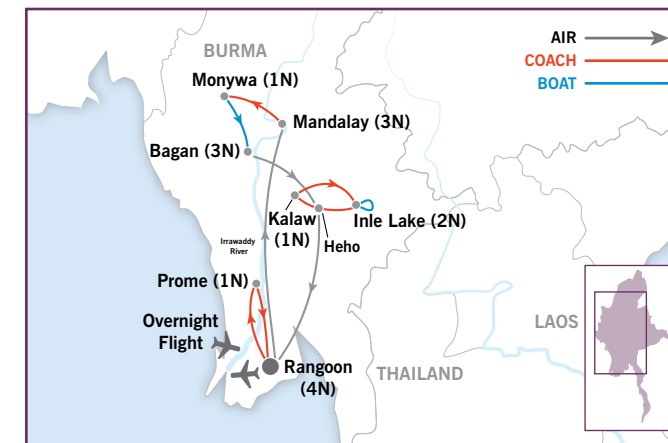 BURMA
AIR
COACH
BOAT
Monywa (1N)
Mandalay (3N)
Bagan (3N)
Kalaw
(1N)
Inle Lake (2N)
Heho
Irrawaddy
River
Prome (1N)
Overnight
Flight
Rangoon
(4N)
LAOS
THAILAND